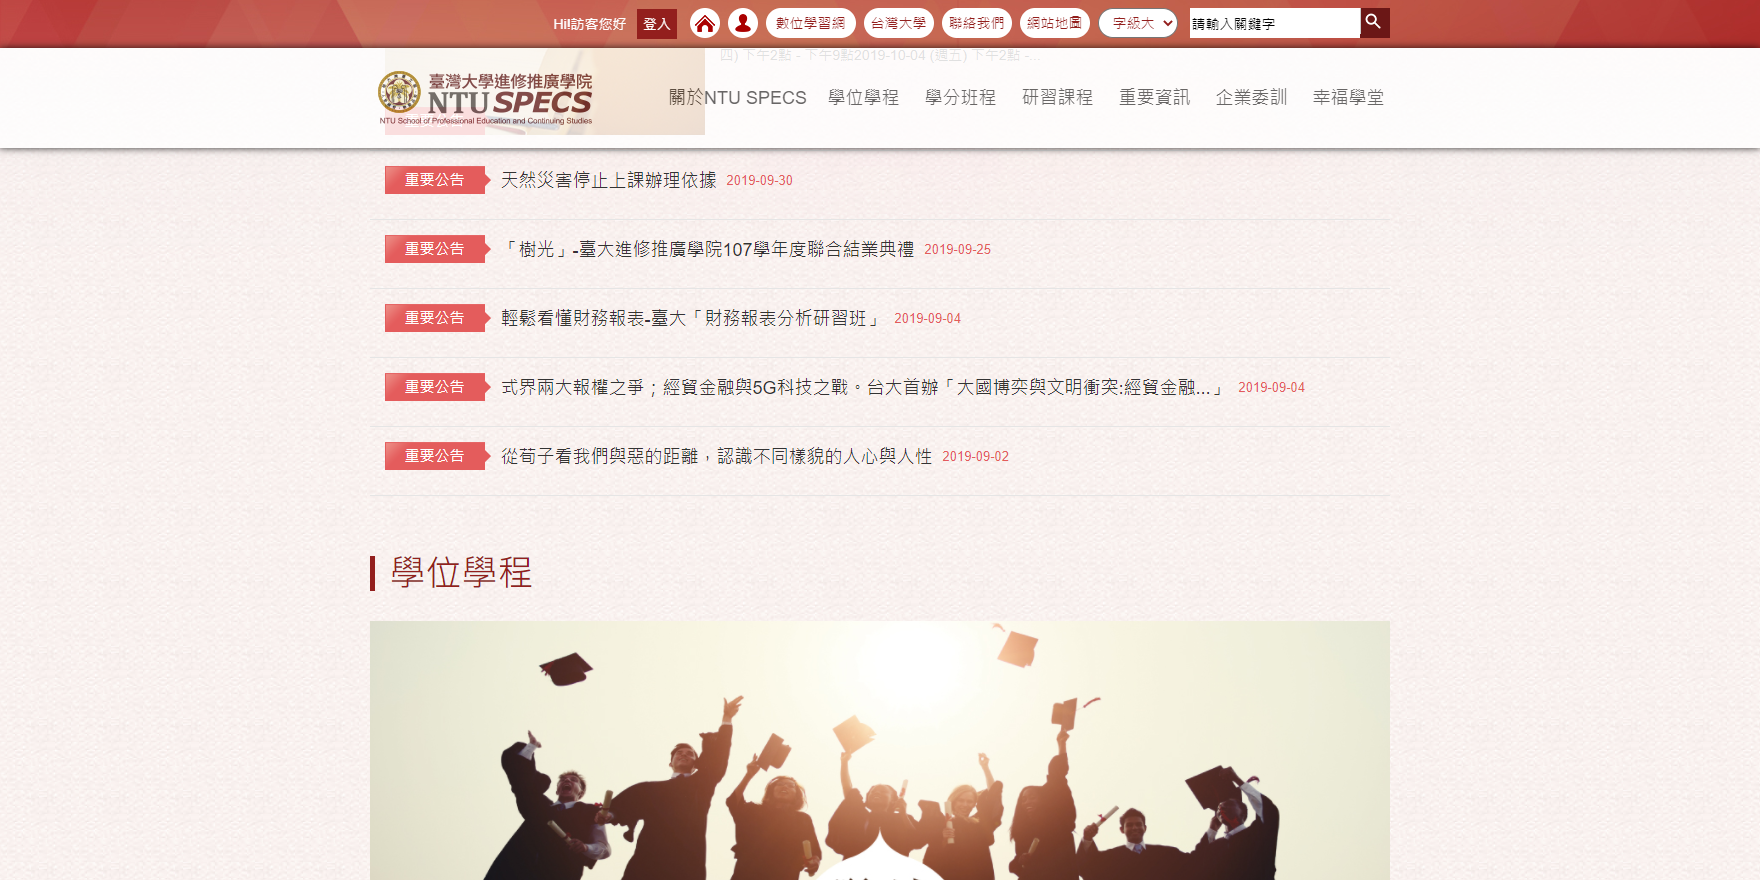 Hi!訪客您好 登入 數位學習網 台灣大學 聯絡我們 網站地圖 字級大 請輸入關鍵字
四) 下午2點 - 下午9點2019-10-04 (週五) 下午2點 -...
臺灣大學進修推廣學院
NTU SPECS
NTU School of Professional Education and Continuing Studies
關於NTU SPECS 學位學程 學分班程 研習課程 重要資訊 企業委訓 幸福學堂
重要公告 天然災害停止上課辦理依據 2019-09-30
重要公告 「樹光」-臺大進修推廣學院107學年度聯合結業典禮 2019-09-25
重要公告 輕鬆看懂財務報表-臺大「財務報表分析研習班」 2019-09-04
重要公告 式界兩大報權之爭；經貿金融與5G科技之戰。台大首辦「大國博奕與文明衝突:經貿金融...」 2019-09-04
重要公告 從荀子看我們與惡的距離，認識不同樣貌的人心與人性 2019-09-02
學位學程